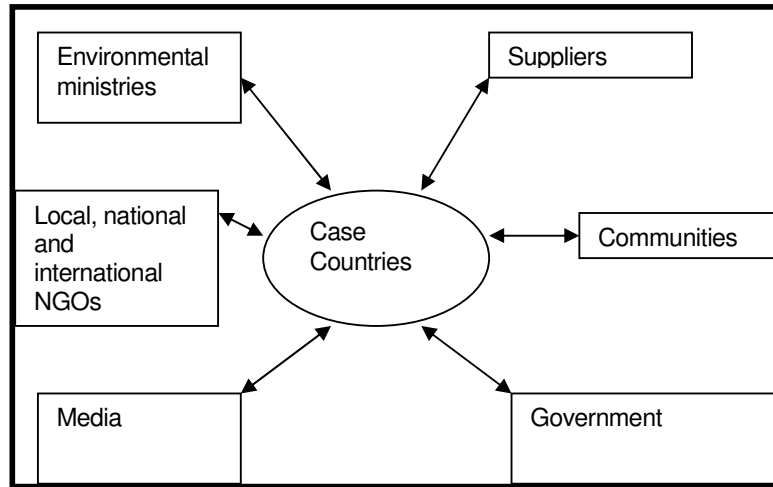 Environmental
ministries
Suppliers
Local, national
and
international
NGOs
Case
Countries
Communities
Media
Government